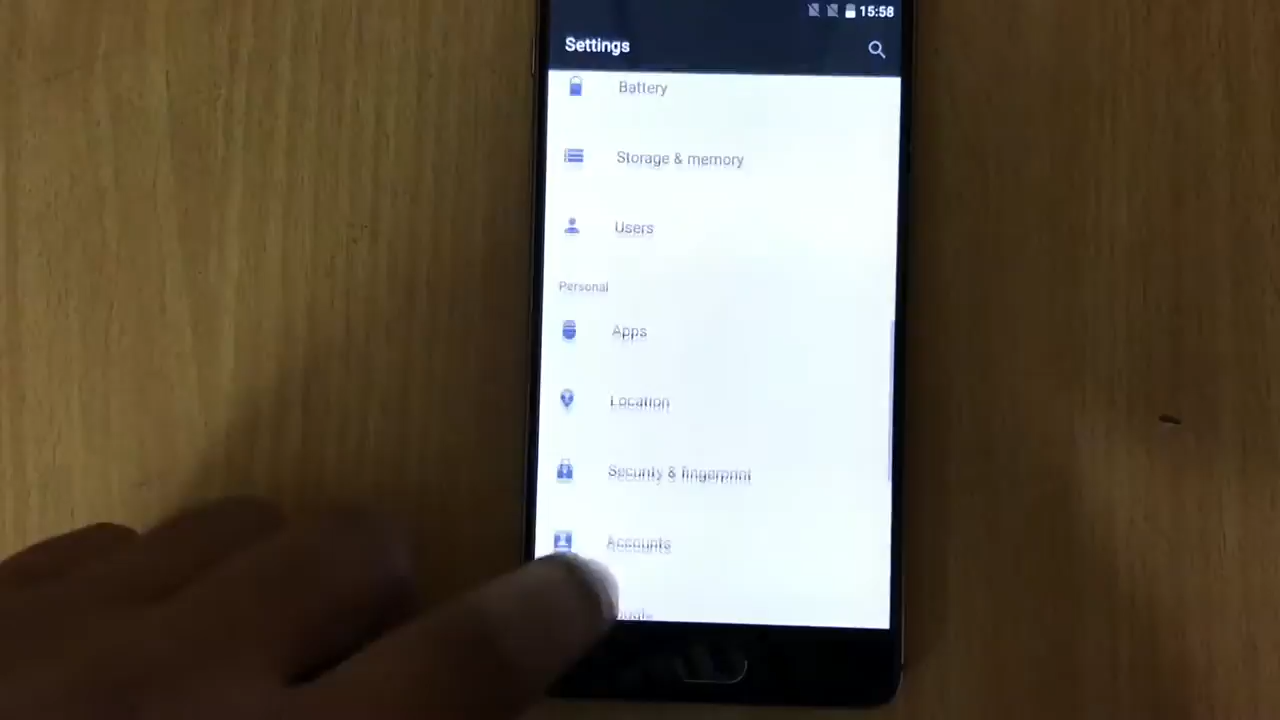 15:58
Settings
Battery
Storage & memory
Users
Personal
Apps
Location
Security & fingerprint
Accounts